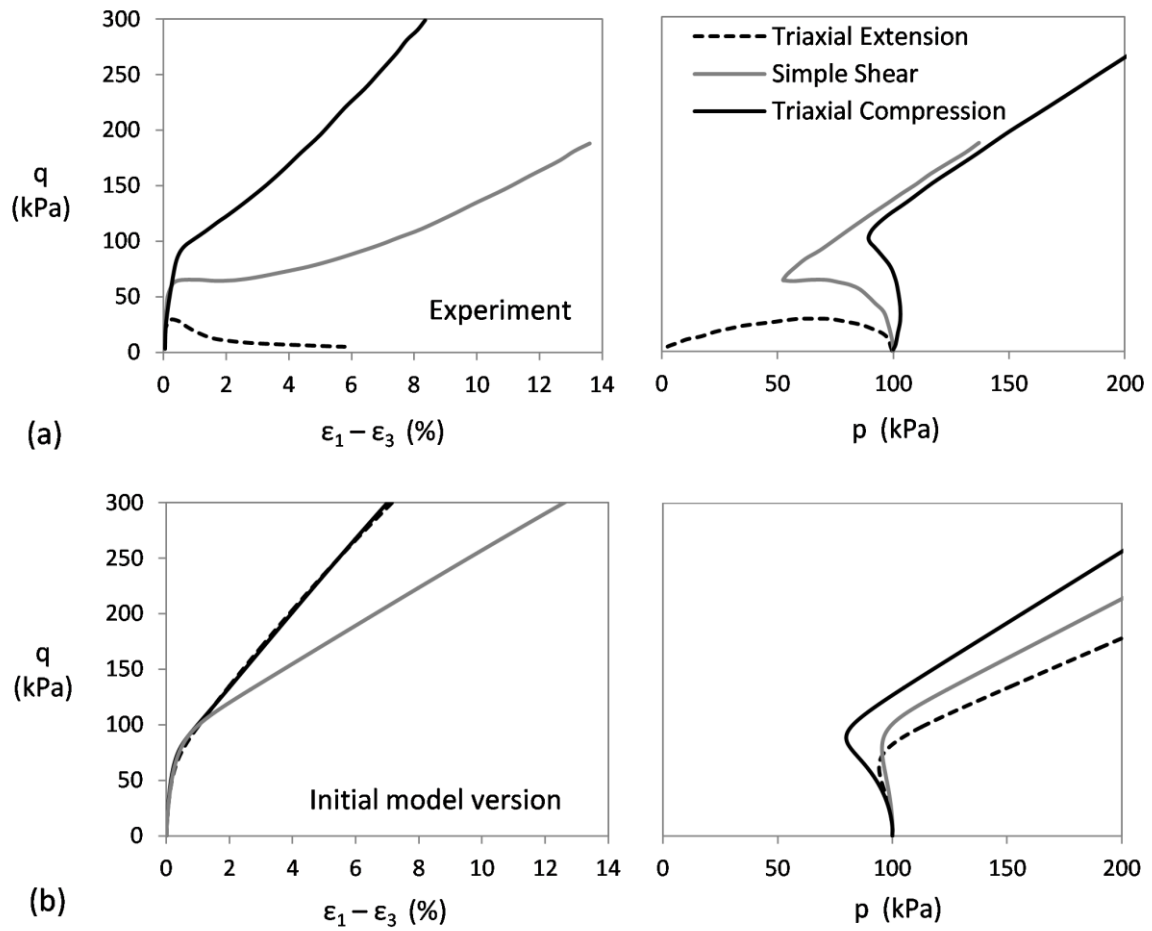 300
250
200
150
100
50
0
q
(kPa)
Experiment
0 2 4 6 8 10 12 14
ε₁ – ε₃ (%)
(a)
Triaxial Extension
Simple Shear
Triaxial Compression
0 50 100 150 200
p (kPa)
300
250
200
150
100
50
0
q
(kPa)
Initial model version
0 2 4 6 8 10 12 14
ε₁ – ε₃ (%)
(b)
0 50 100 150 200
p (kPa)